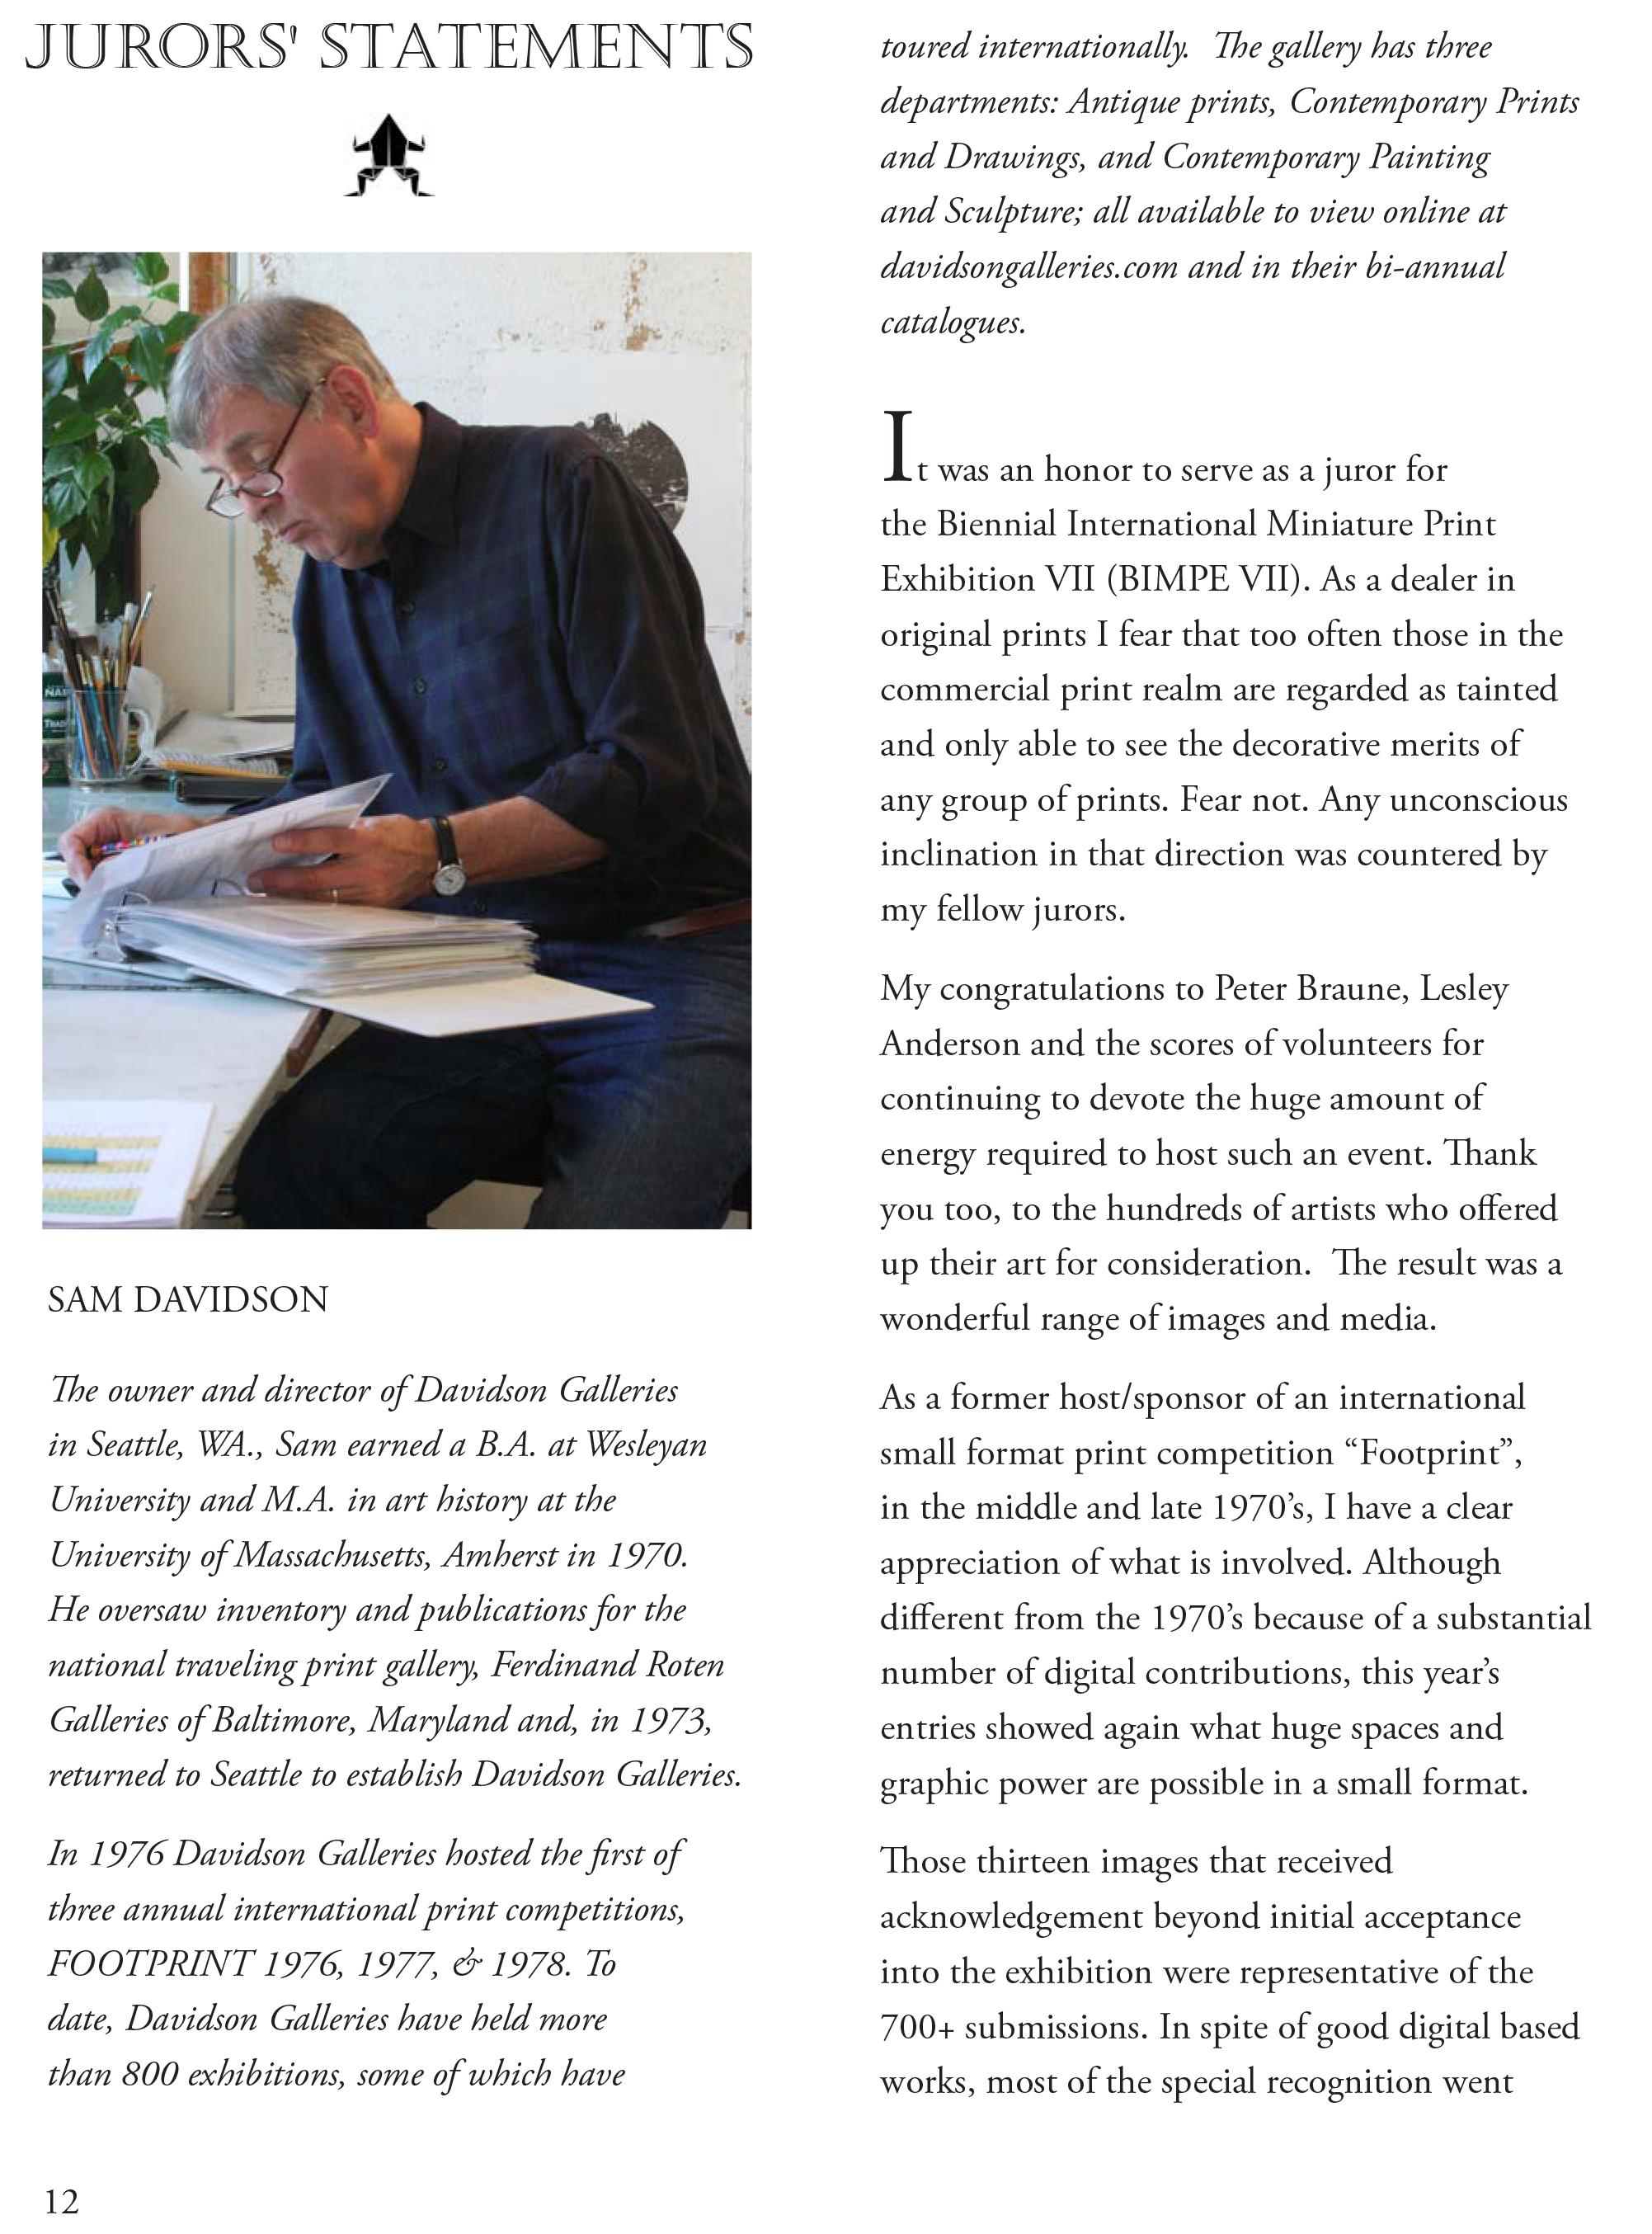 JURORS' STATEMENTS
NA
TRAD
SAM DAVIDSON
The owner and director of Davidson Galleries
in Seattle, WA., Sam earned a B.A. at Wesleyan
University and M.A. in art history at the
University of Massachusetts, Amherst in 1970.
He oversaw inventory and publications for the
national traveling print gallery, Ferdinand Roten
Galleries of Baltimore, Maryland and, in 1973,
returned to Seattle to establish Davidson Galleries.
In 1976 Davidson Galleries hosted the first of
three annual international print competitions,
FOOTPRINT 1976, 1977, & 1978. To
date, Davidson Galleries have held more
than 800 exhibitions, some of which have
toured internationally.  The gallery has three
departments: Antique prints, Contemporary Prints
and Drawings, and Contemporary Painting
and Sculpture; all available to view online at
davidsongalleries.com and in their bi-annual
catalogues.
It was an honor to serve as a juror for
the Biennial International Miniature Print
Exhibition VII (BIMPE VII). As a dealer in
original prints I fear that too often those in the
commercial print realm are regarded as tainted
and only able to see the decorative merits of
any group of prints. Fear not. Any unconscious
inclination in that direction was countered by
my fellow jurors.
My congratulations to Peter Braune, Lesley
Anderson and the scores of volunteers for
continuing to devote the huge amount of
energy required to host such an event. Thank
you too, to the hundreds of artists who offered
up their art for consideration.  The result was a
wonderful range of images and media.
As a former host/sponsor of an international
small format print competition “Footprint”,
in the middle and late 1970’s, I have a clear
appreciation of what is involved. Although
different from the 1970’s because of a substantial
number of digital contributions, this year’s
entries showed again what huge spaces and
graphic power are possible in a small format.
Those thirteen images that received
acknowledgement beyond initial acceptance
into the exhibition were representative of the
700+ submissions. In spite of good digital based
works, most of the special recognition went
12